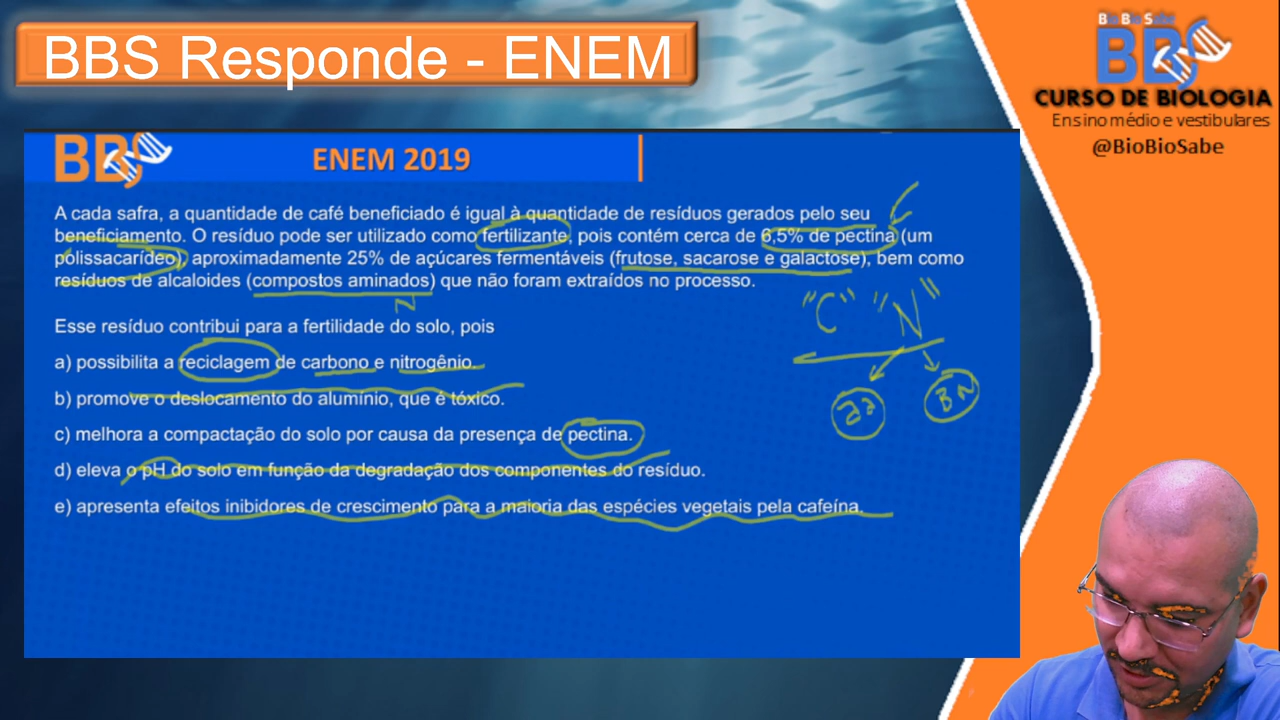 BBS Responde - ENEM
Bio Bio Sabe
BBS
CURSO DE BIOLOGIA
Ensino médio e vestibulares
@BioBioSabe
BBS
ENEM 2019
A cada safra, a quantidade de café beneficiado é igual à quantidade de resíduos gerados pelo seu
beneficiamento. O resíduo pode ser utilizado como fertilizante, pois contém cerca de 6,5% de pectina (um
polissacarídeo), aproximadamente 25% de açúcares fermentáveis (frutose, sacarose e galactose), bem como
resíduos de alcaloides (compostos aminados) que não foram extraídos no processo.
N
"C" "N"
Esse resíduo contribui para a fertilidade do solo, pois
a) possibilita a reciclagem de carbono e nitrogênio.
b) promove o deslocamento do alumínio, que é tóxico.
c) melhora a compactação do solo por causa da presença de pectina.
d) eleva o pH do solo em função da degradação dos componentes do resíduo.
e) apresenta efeitos inibidores de crescimento para a maioria das espécies vegetais pela cafeína.
aa
BN